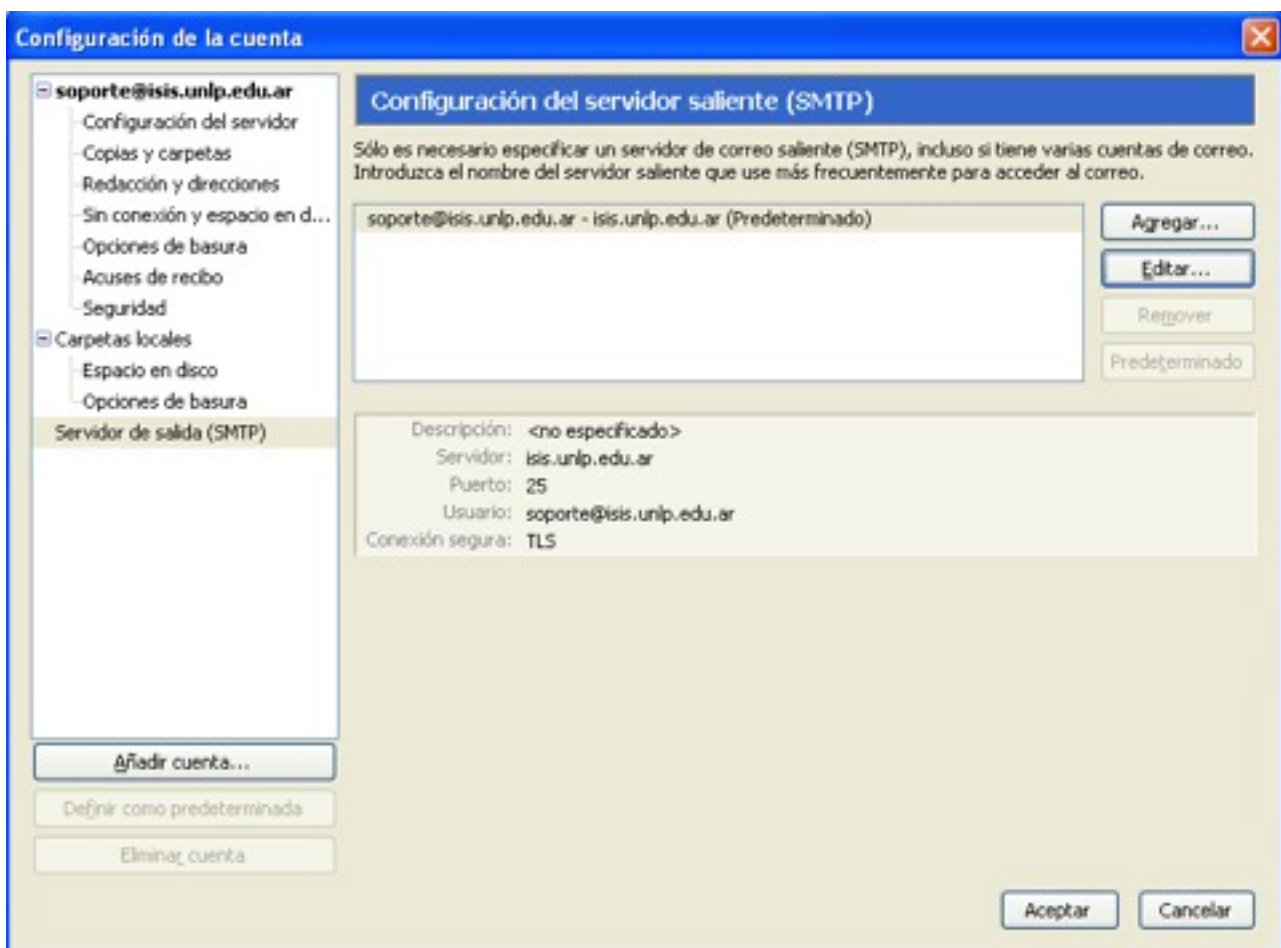 Configuración de la cuenta
soporte@isis.unlp.edu.ar
Configuración del servidor
Copias y carpetas
Redacción y direcciones
Sin conexión y espacio en d...
Opciones de basura
Acuses de recibo
Seguridad
Carpetas locales
Espacio en disco
Opciones de basura
Servidor de salida (SMTP)
Añadir cuenta...
Definir como predeterminada
Eliminar cuenta
Configuración del servidor saliente (SMTP)
Sólo es necesario especificar un servidor de correo saliente (SMTP), incluso si tiene varias cuentas de correo.
Introduzca el nombre del servidor saliente que use más frecuentemente para acceder al correo.
soporte@isis.unlp.edu.ar - isis.unlp.edu.ar (Predeterminado)
Agregar...
Editar...
Remover
Predeterminado
Descripción: <no especificado>
Servidor: isis.unlp.edu.ar
Puerto: 25
Usuario: soporte@isis.unlp.edu.ar
Conexión segura: TLS
Aceptar
Cancelar